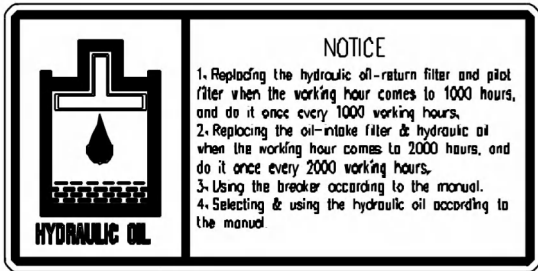 NOTICE
1. Replacing the hydraulic oil-return filter and pilot
filter when the working hour comes to 1000 hours,
and do it once every 1000 working hours.
2. Replacing the oil-intake filter & hydraulic oil
when the working hour comes to 2000 hours, and
do it once every 2000 working hours.
3. Using the breaker according to the manual.
4. Selecting & using the hydraulic oil according to
the manual
HYDRAULIC OIL